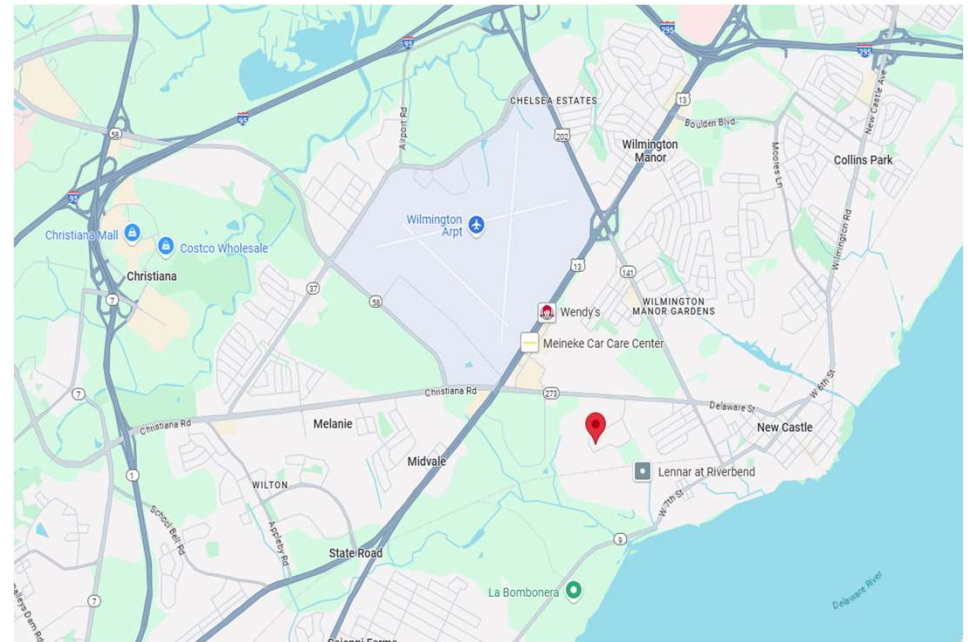 295
95
295
CHELSEA ESTATES
13
58
Airport Rd
95
202
Boulden Blvd
New Castle Ave
Wilmington
Manor
Moores Ln
Collins Park
95
Wilmington
Arpt
Christiana Mall
Costco Wholesale
Wilmington Rd
Christiana
13
141
7
37
58
WILMINGTON
MANOR GARDENS
Wendy's
Meineke Car Care Center
7
Christiana Rd
273
W 6th St
Delaware St
Christiana Rd
Melanie
New Castle
Midvale
Lennar at Riverbend
1
WILTON
W 7th St
School Bell Rd
Appleby Rd
9
State Road
La Bombonera
7
Delaware River